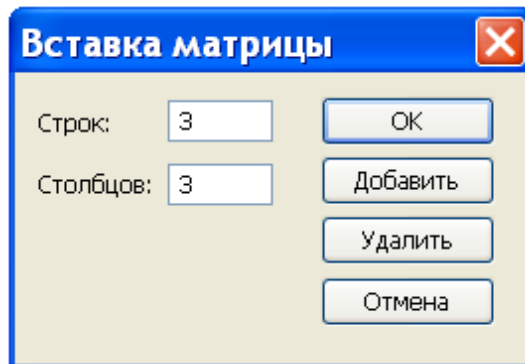 Вставка матрицы
Строк: 3 OK
Столбцов: 3 Добавить
Удалить
Отмена